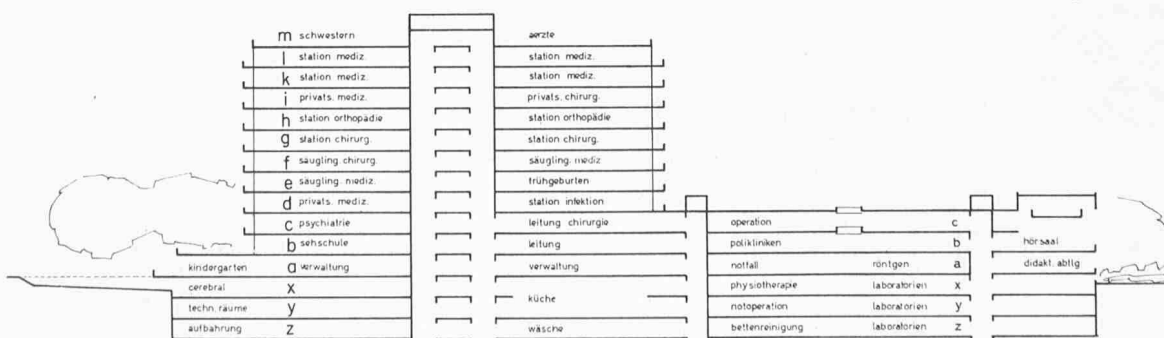 m schwestern aerzte
l station mediz. station mediz.
k station mediz. station mediz.
i privats. mediz. privats. chirurg.
h station orthopädie station orthopädie
g station chirurg. station chirurg.
f säugling. chirurg. säugling. mediz
e säugling. mediz. frühgeburten
d privats. mediz. station infektion
c psychiatrie leitung chirurgie operation c
b sehschule leitung polikliniken b hörsaal
kindergarten a verwaltung verwaltung notfall röntgen a didakt. abtlg
cerebral x physiotherapie laboratorien x
küche
techn. räume y notoperation laboratorien y
aufbahrung z wäsche bettenreinigung laboratorien z